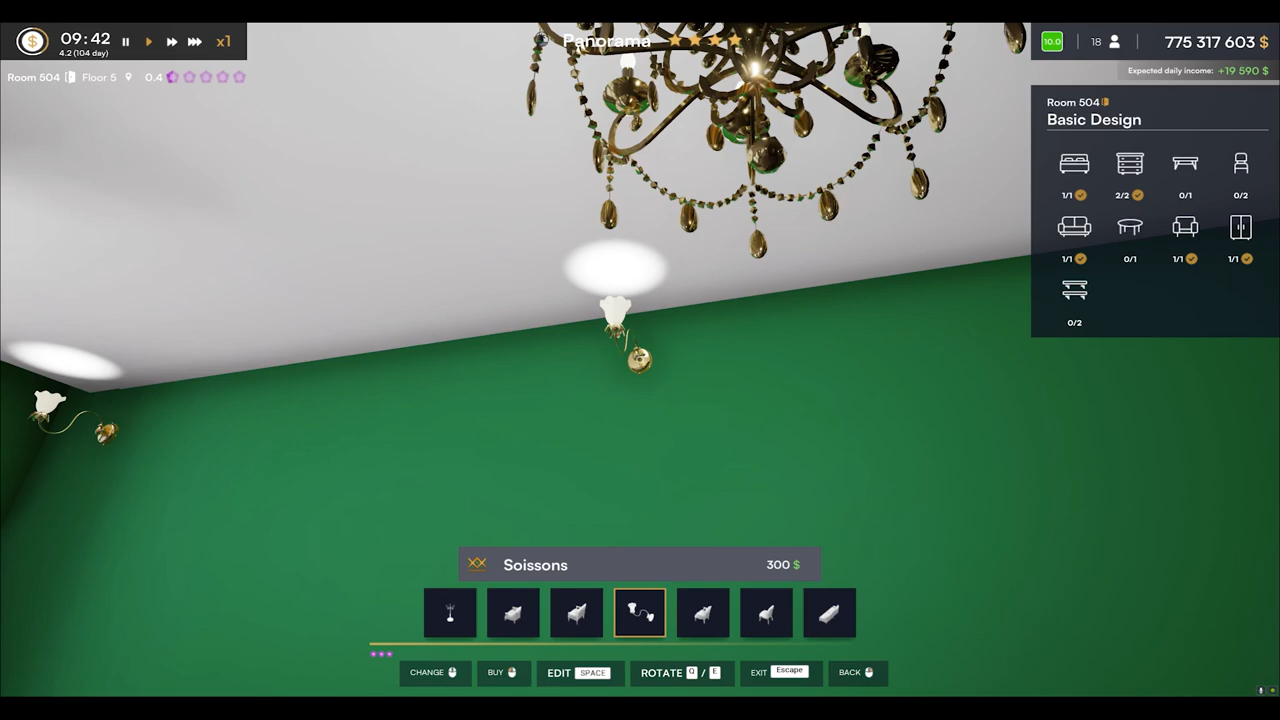 09:42
4.2 (104 day)
x1
Panorama
10.0
18
775 317 603 $
Expected daily income: +19 590 $
Room 504
Floor 5
0.4
Room 504
Basic Design
1/1
2/2
0/1
0/2
1/1
0/1
1/1
1/1
0/2
Soissons
300 $
CHANGE
BUY
EDIT SPACE
ROTATE Q / E
EXIT Escape
BACK